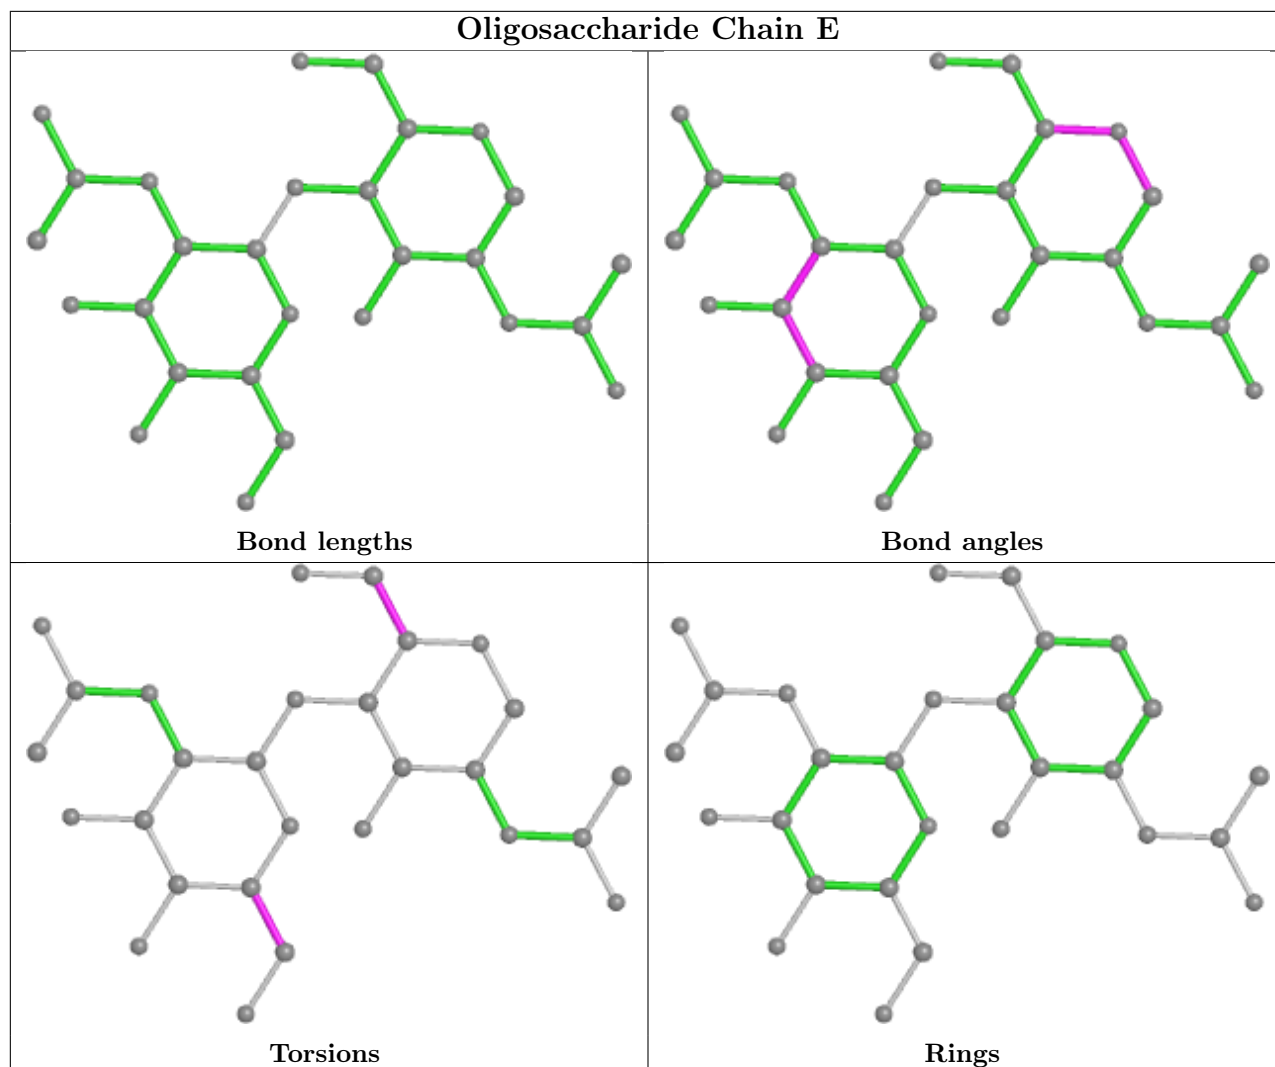 Oligosaccharide Chain E
Bond lengths
Bond angles
Torsions
Rings